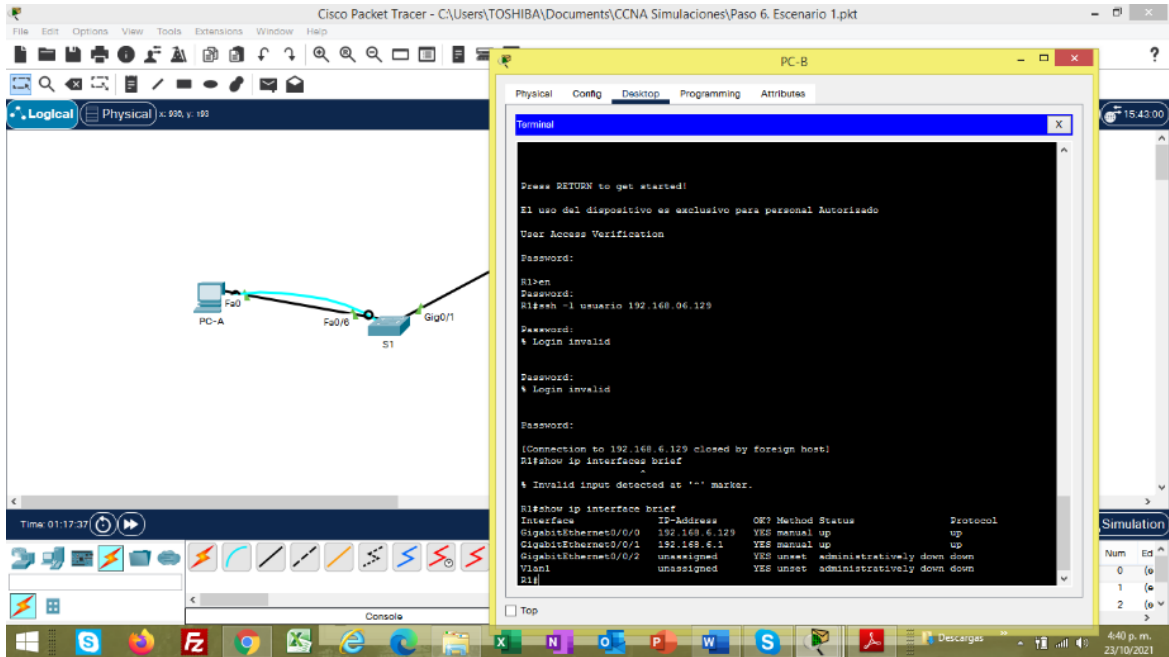 Cisco Packet Tracer - C:\Users\TOSHIBA\Documents\CCNA Simulaciones\Paso 6. Escenario 1.pkt
File Edit Options View Tools Extensions Window Help
?
Logical Physical x: 930, y: 193
15:43:00
PC-A
Fa0
Fa0/6
S1
Gig0/1
PC-B
Physical Config Desktop Programming Attributes
Terminal X
Press RETURN to get started!
El uso del dispositivo es exclusivo para personal Autorizado
User Access Verification
Password:
R1>en
Password:
R1#ssh -l usuario 192.168.06.129
Password:
% Login invalid
Password:
% Login invalid
Password:
[Connection to 192.168.6.129 closed by foreign host]
R1#show ip interfaces brief
^
% Invalid input detected at '^' marker.
R1#show ip interface brief
Interface IP-Address OK? Method Status Protocol
GigabitEthernet0/0/0 192.168.6.129 YES manual up up
GigabitEthernet0/0/1 192.168.6.1 YES manual up up
GigabitEthernet0/0/2 unassigned YES unset administratively down down
Vlan1 unassigned YES unset administratively down down
R1#
Top
Time: 01:17:37
Simulation
Num Ed
0
1
2
Console
Descargas
4:40 p. m.
23/10/2021